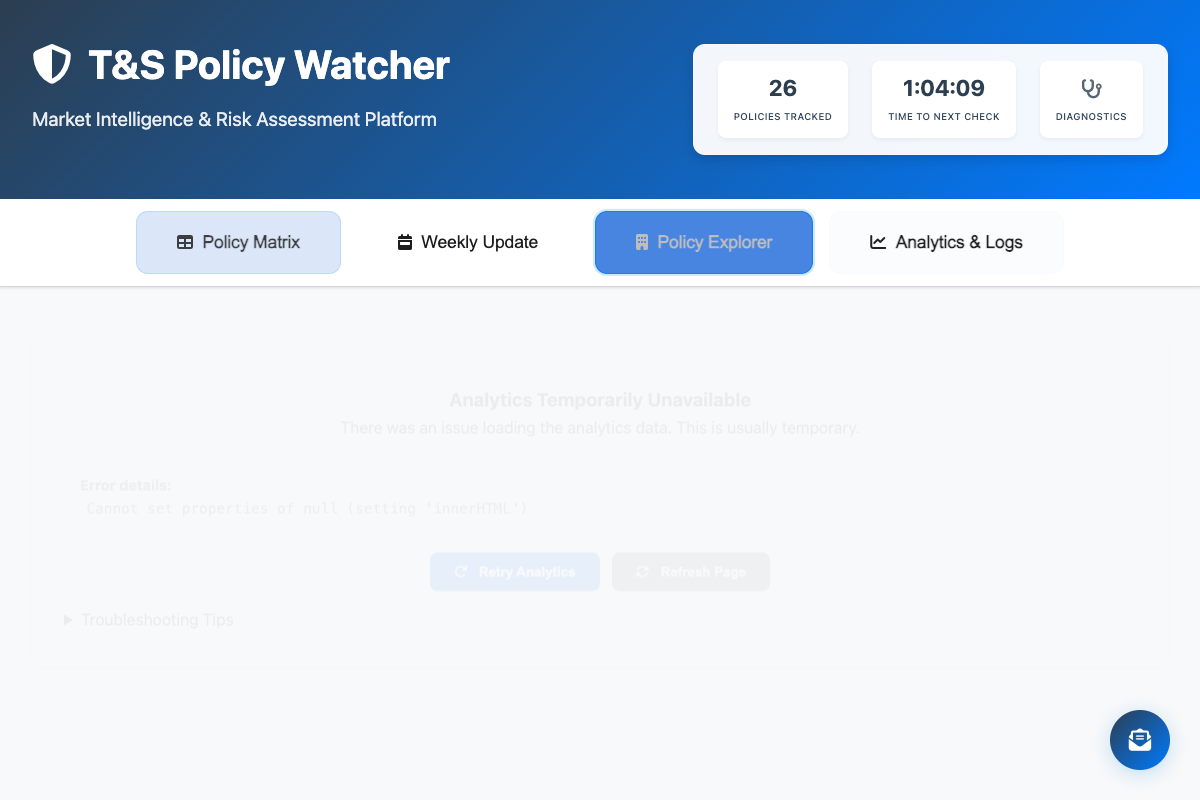 T&S Policy Watcher
Market Intelligence & Risk Assessment Platform
26
POLICIES TRACKED
1:04:09
TIME TO NEXT CHECK
DIAGNOSTICS
Policy Matrix
Weekly Update
Policy Explorer
Analytics & Logs
Analytics Temporarily Unavailable
There was an issue loading the analytics data. This is usually temporary.
Error details:
Cannot set properties of null (setting 'innerHTML')
Retry Analytics
Refresh Page
Troubleshooting Tips